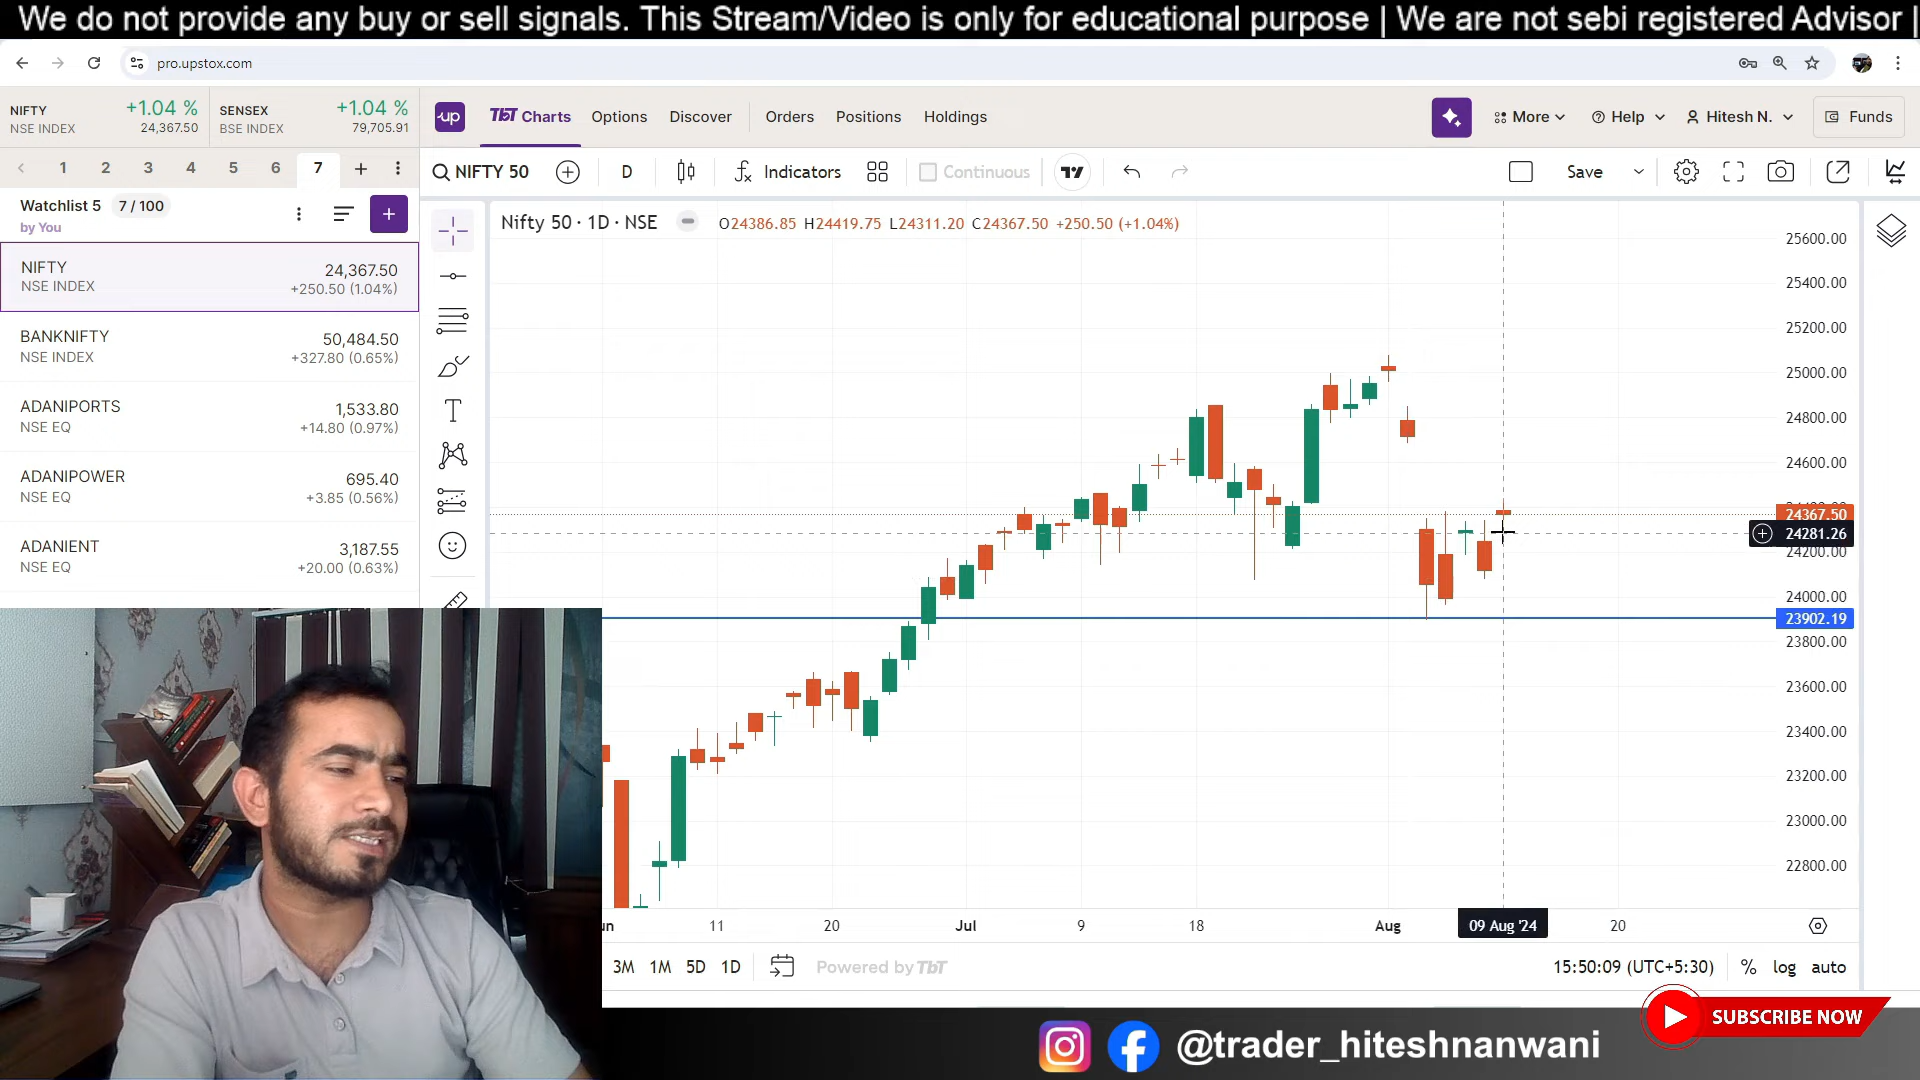 We do not provide any buy or sell signals. This Stream/Video is only for educational purpose | We are not sebi registered Advisor |
pro.upstox.com
NIFTY +1.04 %
NSE INDEX 24,367.50
SENSEX +1.04 %
BSE INDEX 79,705.91
up TbT Charts Options Discover Orders Positions Holdings More Help Hitesh N. Funds
1 2 3 4 5 6 7
NIFTY 50 D Indicators Continuous Save
Watchlist 5 7 / 100
by You
Nifty 50 · 1D · NSE O24386.85 H24419.75 L24311.20 C24367.50 +250.50 (+1.04%)
NIFTY 24,367.50
NSE INDEX +250.50 (1.04%)
BANKNIFTY 50,484.50
NSE INDEX +327.80 (0.65%)
ADANIPORTS 1,533.80
NSE EQ +14.80 (0.97%)
ADANIPOWER 695.40
NSE EQ +3.85 (0.56%)
ADANIENT 3,187.55
NSE EQ +20.00 (0.63%)
25600.00
25400.00
25200.00
25000.00
24800.00
24600.00
24367.50
24281.26
24200.00
24000.00
23902.19
23800.00
23600.00
23400.00
23200.00
23000.00
22800.00
11 20 Jul 9 18 Aug 09 Aug '24 20
3M 1M 5D 1D Powered by TbT 15:50:09 (UTC+5:30) % log auto
SUBSCRIBE NOW
@trader_hiteshnanwani